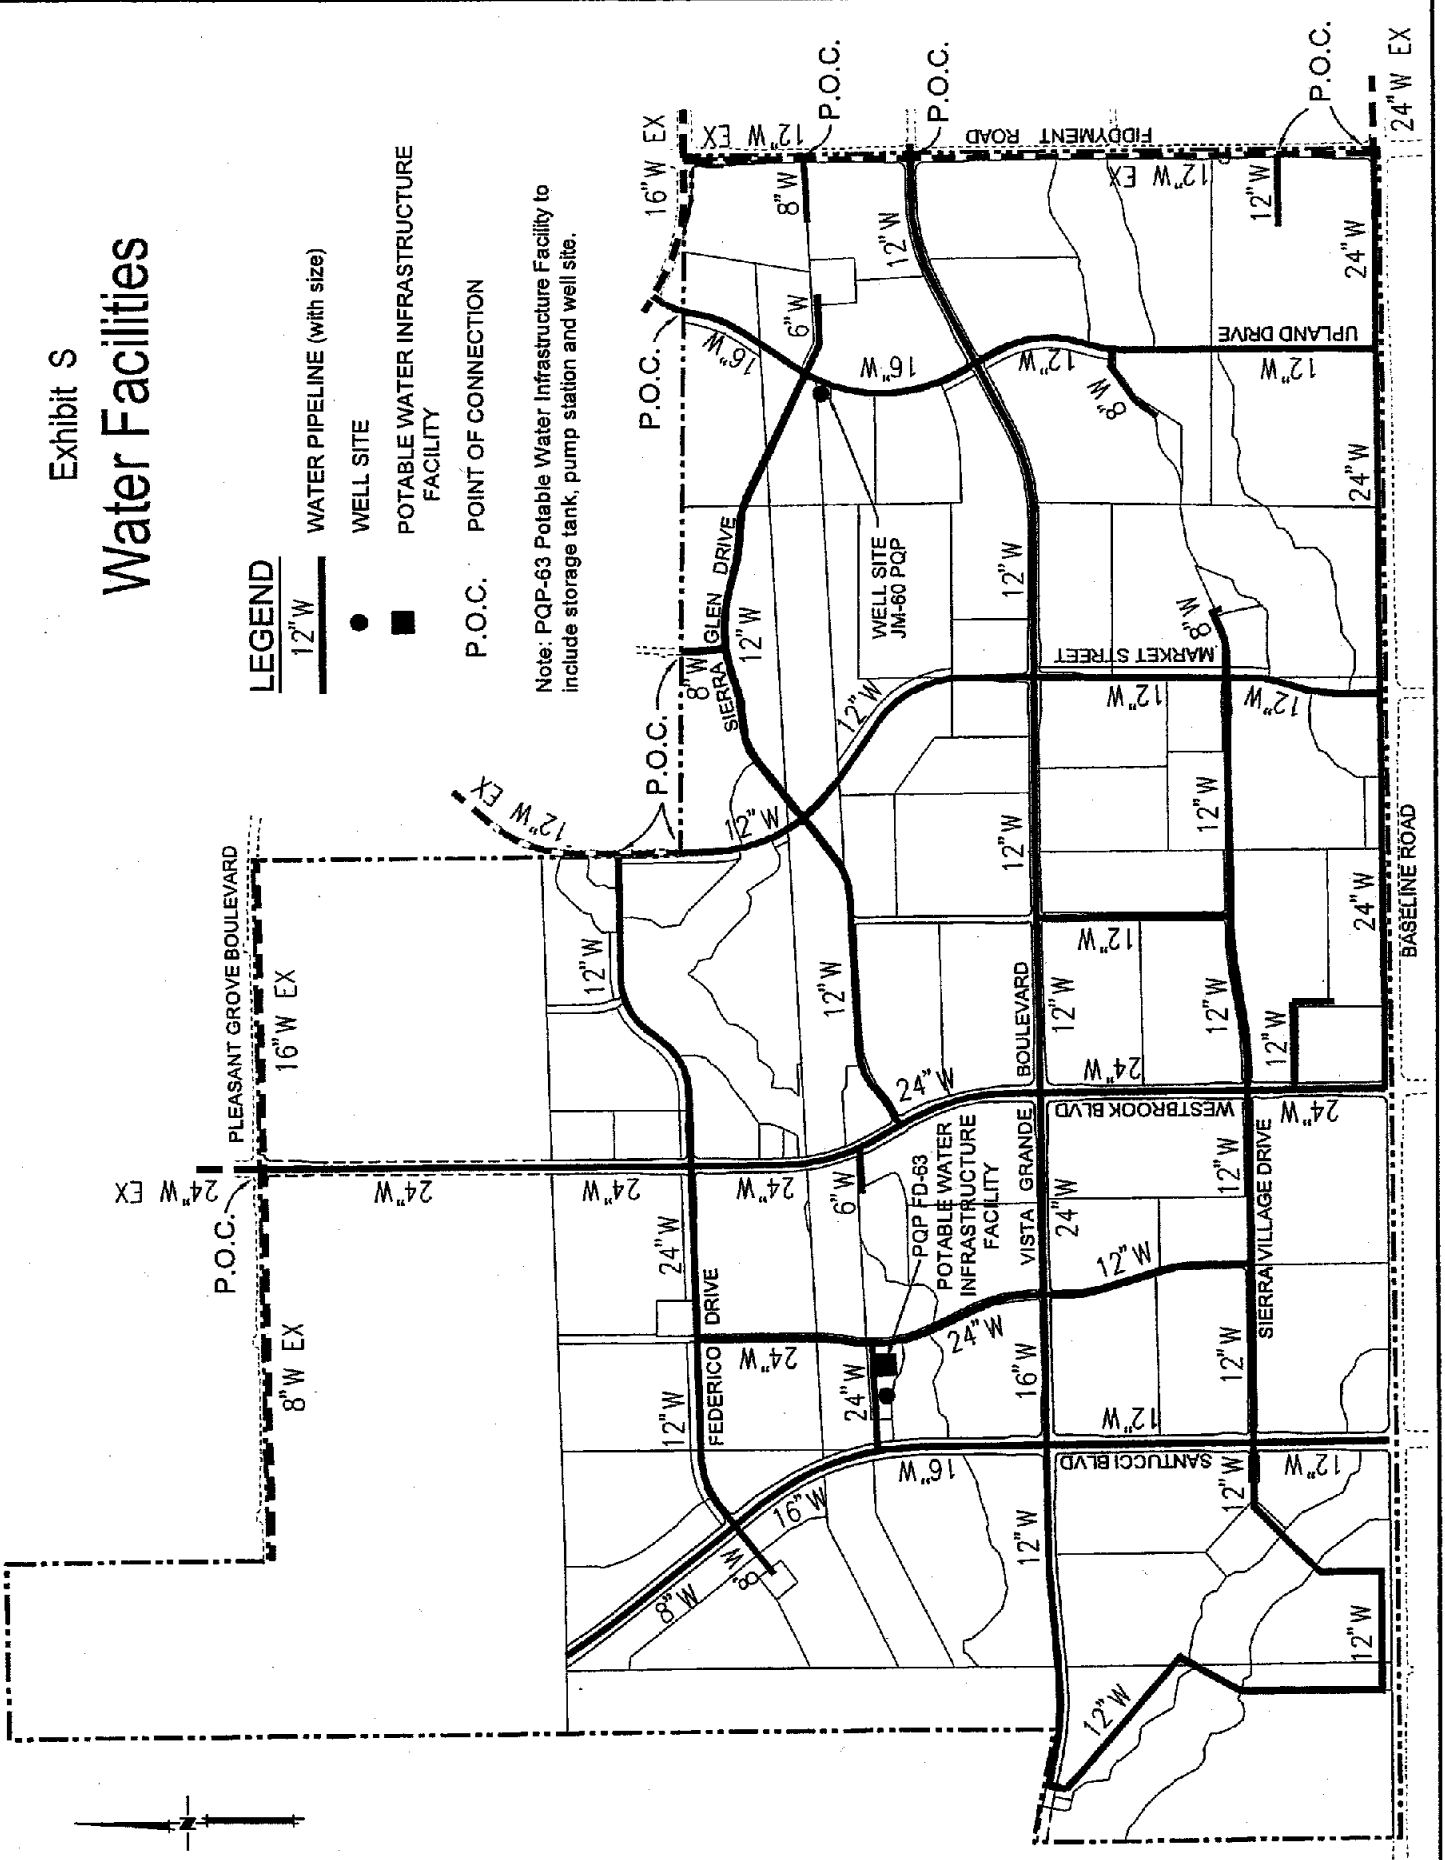 Exhibit S
Water Facilities
LEGEND
12"W WATER PIPELINE (with size)
WELL SITE
POTABLE WATER INFRASTRUCTURE
FACILITY
P.O.C. POINT OF CONNECTION
Note: PQP-63 Potable Water Infrastructure Facility to
include storage tank, pump station and well site.
N
PLEASANT GROVE BOULEVARD
P.O.C.
24"W EX
8"W EX
16"W EX
24"W
24"W
24"W
12"W EX
P.O.C.
P.O.C.
16"W EX
12"W EX
P.O.C.
P.O.C.
P.O.C.
24"W EX
FIDDYMENT ROAD
12"W EX
12"W
8"W
12"W
6"W
16"W
16"W
12"W
8"W
UPLAND DRIVE
12"W
24"W
24"W
8"W
SIERRA GLEN DRIVE
12"W
WELL SITE
JM-60 PQP
12"W
12"W
12"W
8"W
MARKET STREET
12"W
12"W
12"W
12"W
12"W
12"W
24"W
BASELINE ROAD
12"W
12"W
12"W
12"W
12"W
VISTA GRANDE BOULEVARD
24"W
24"W
WESTBROOK BLVD
24"W
6"W
PQP FD-63
POTABLE WATER
INFRASTRUCTURE
FACILITY
24"W
FEDERICO DRIVE
12"W
24"W
24"W
24"W
24"W
12"W
12"W
SIERRA VILLAGE DRIVE
12"W
16"W
12"W
SANTUCCI BLVD
16"W
16"W
8"W
8"W
12"W
12"W
12"W
12"W
12"W